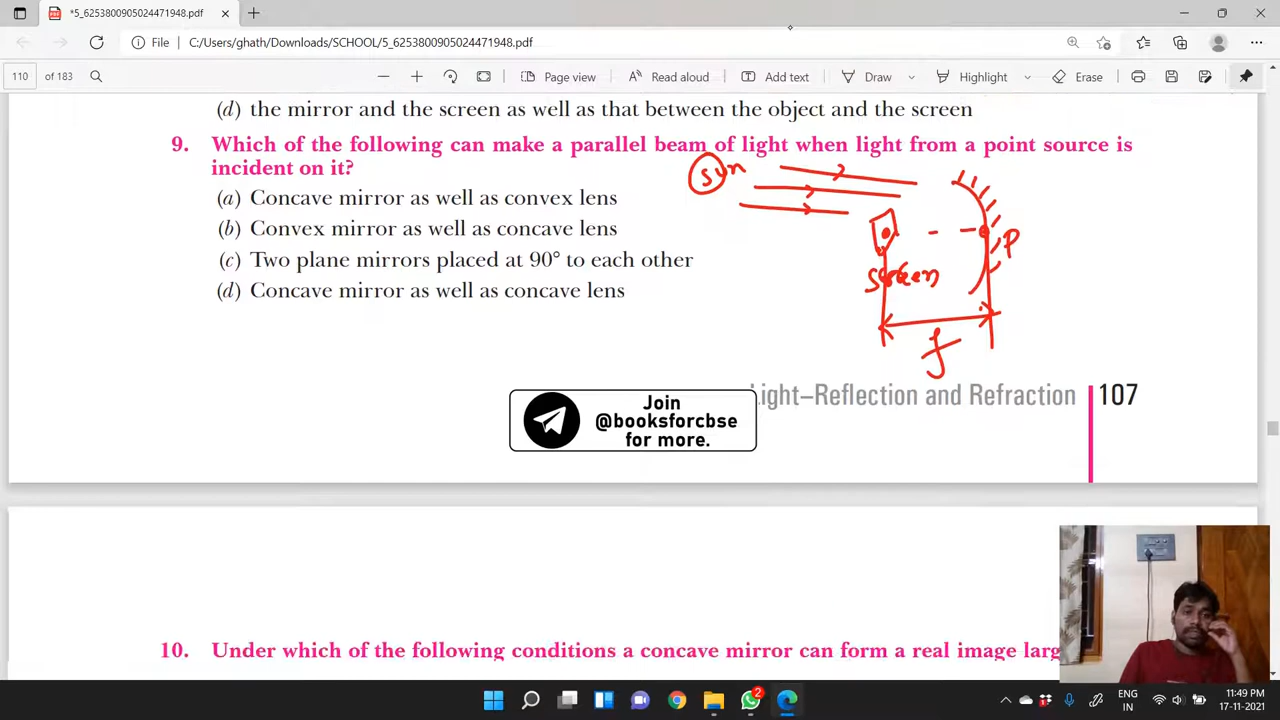 *5_6253800905024471948.pdf
File
C:/Users/ghath/Downloads/SCHOOL/5_6253800905024471948.pdf
110 of 183
Page view
Read aloud
Add text
Draw
Highlight
Erase
(d) the mirror and the screen as well as that between the object and the screen
9. Which of the following can make a parallel beam of light when light from a point source is
incident on it?
(a) Concave mirror as well as convex lens
(b) Convex mirror as well as concave lens
(c) Two plane mirrors placed at 90° to each other
(d) Concave mirror as well as concave lens
sun
P
screen
f
Light–Reflection and Refraction 107
Join
@booksforcbse
for more.
10. Under which of the following conditions a concave mirror can form a real image larg
2
ENG
IN
11:49 PM
17-11-2021